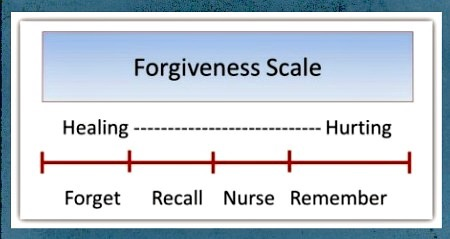 Forgiveness Scale
Healing ---------------------------- Hurting
Forget Recall Nurse Remember